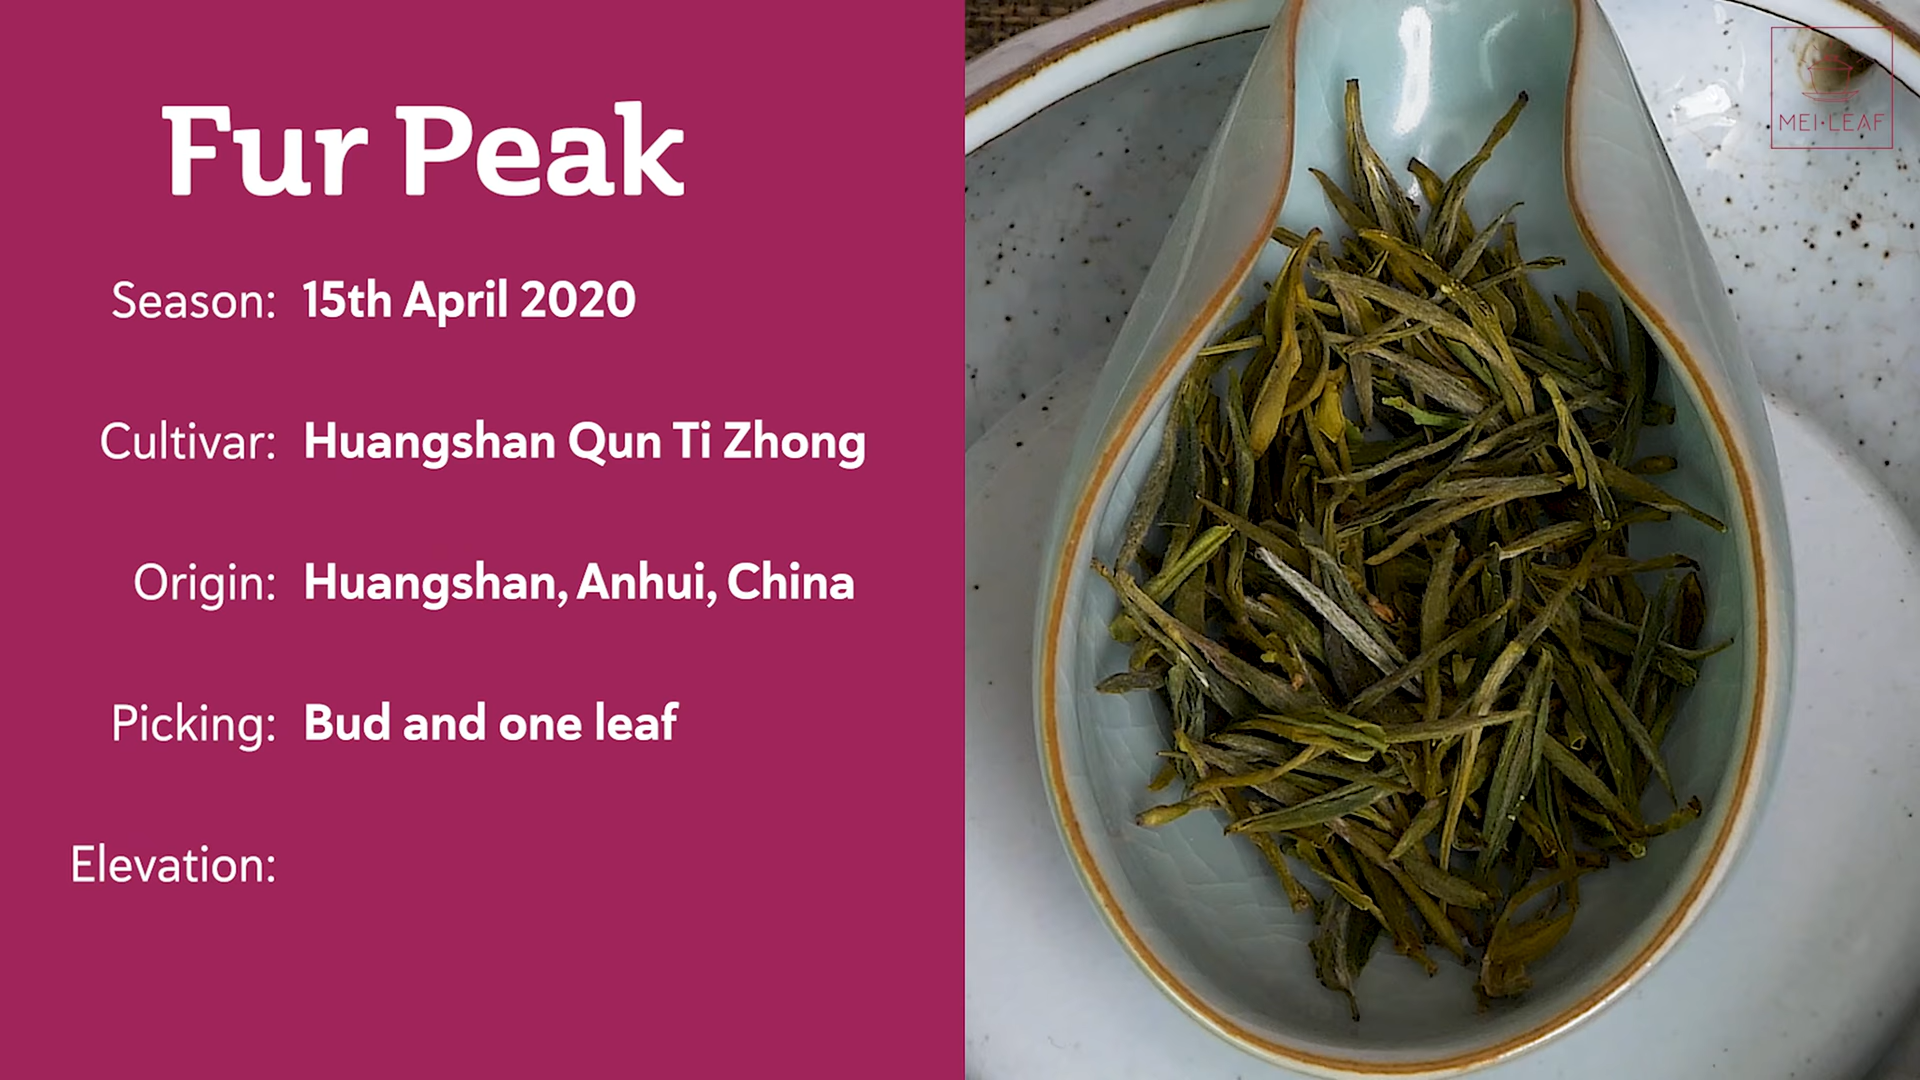 Fur Peak
Season: 15th April 2020
Cultivar: Huangshan Qun Ti Zhong
Origin: Huangshan, Anhui, China
Picking: Bud and one leaf
Elevation:
MEI·LEAF